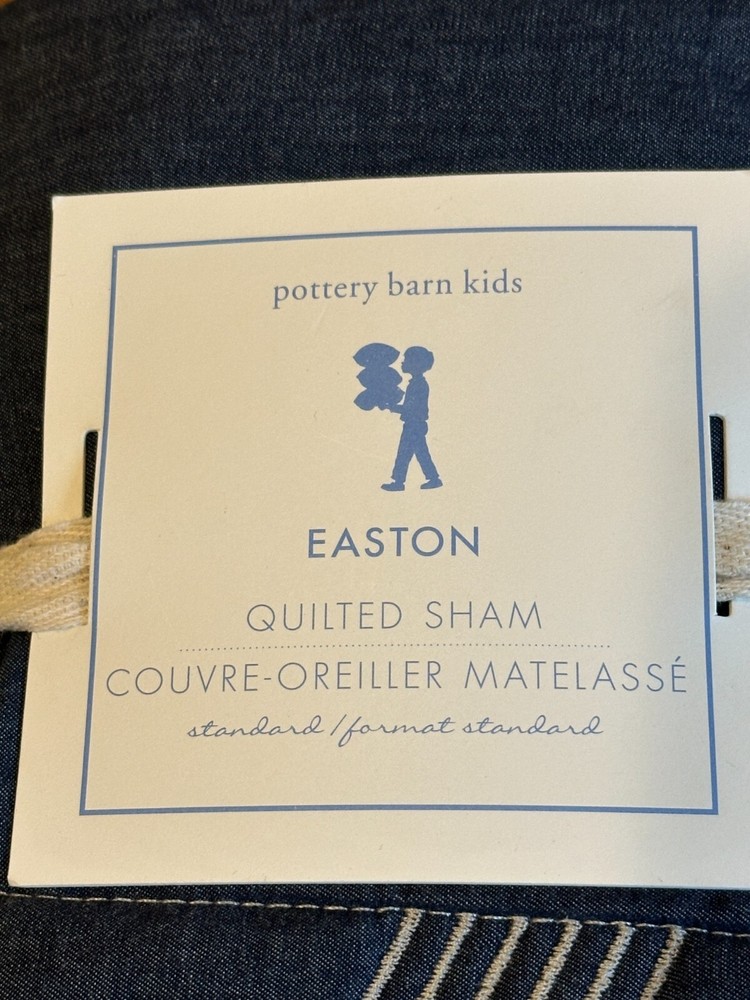 pottery barn kids
EASTON
QUILTED SHAM
COUVRE-OREILLER MATELASSÉ
standard / format standard